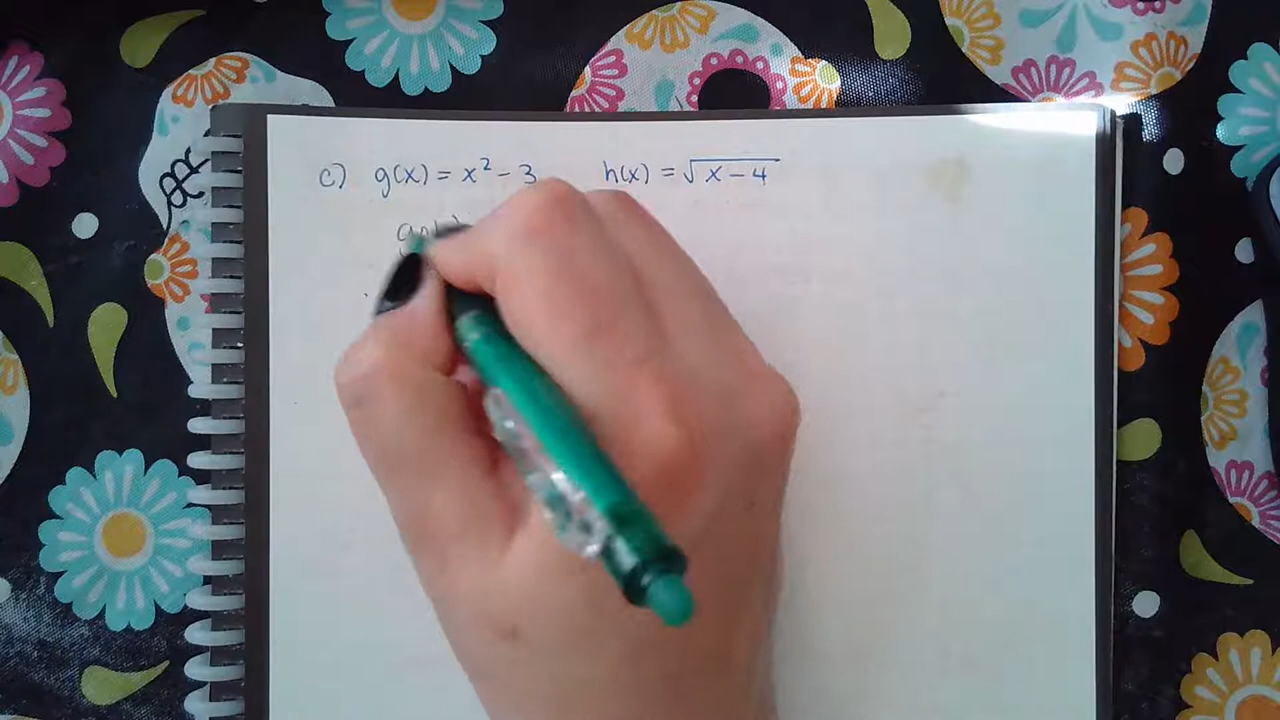 c) g(x) = x² - 3 h(x) = √x-4